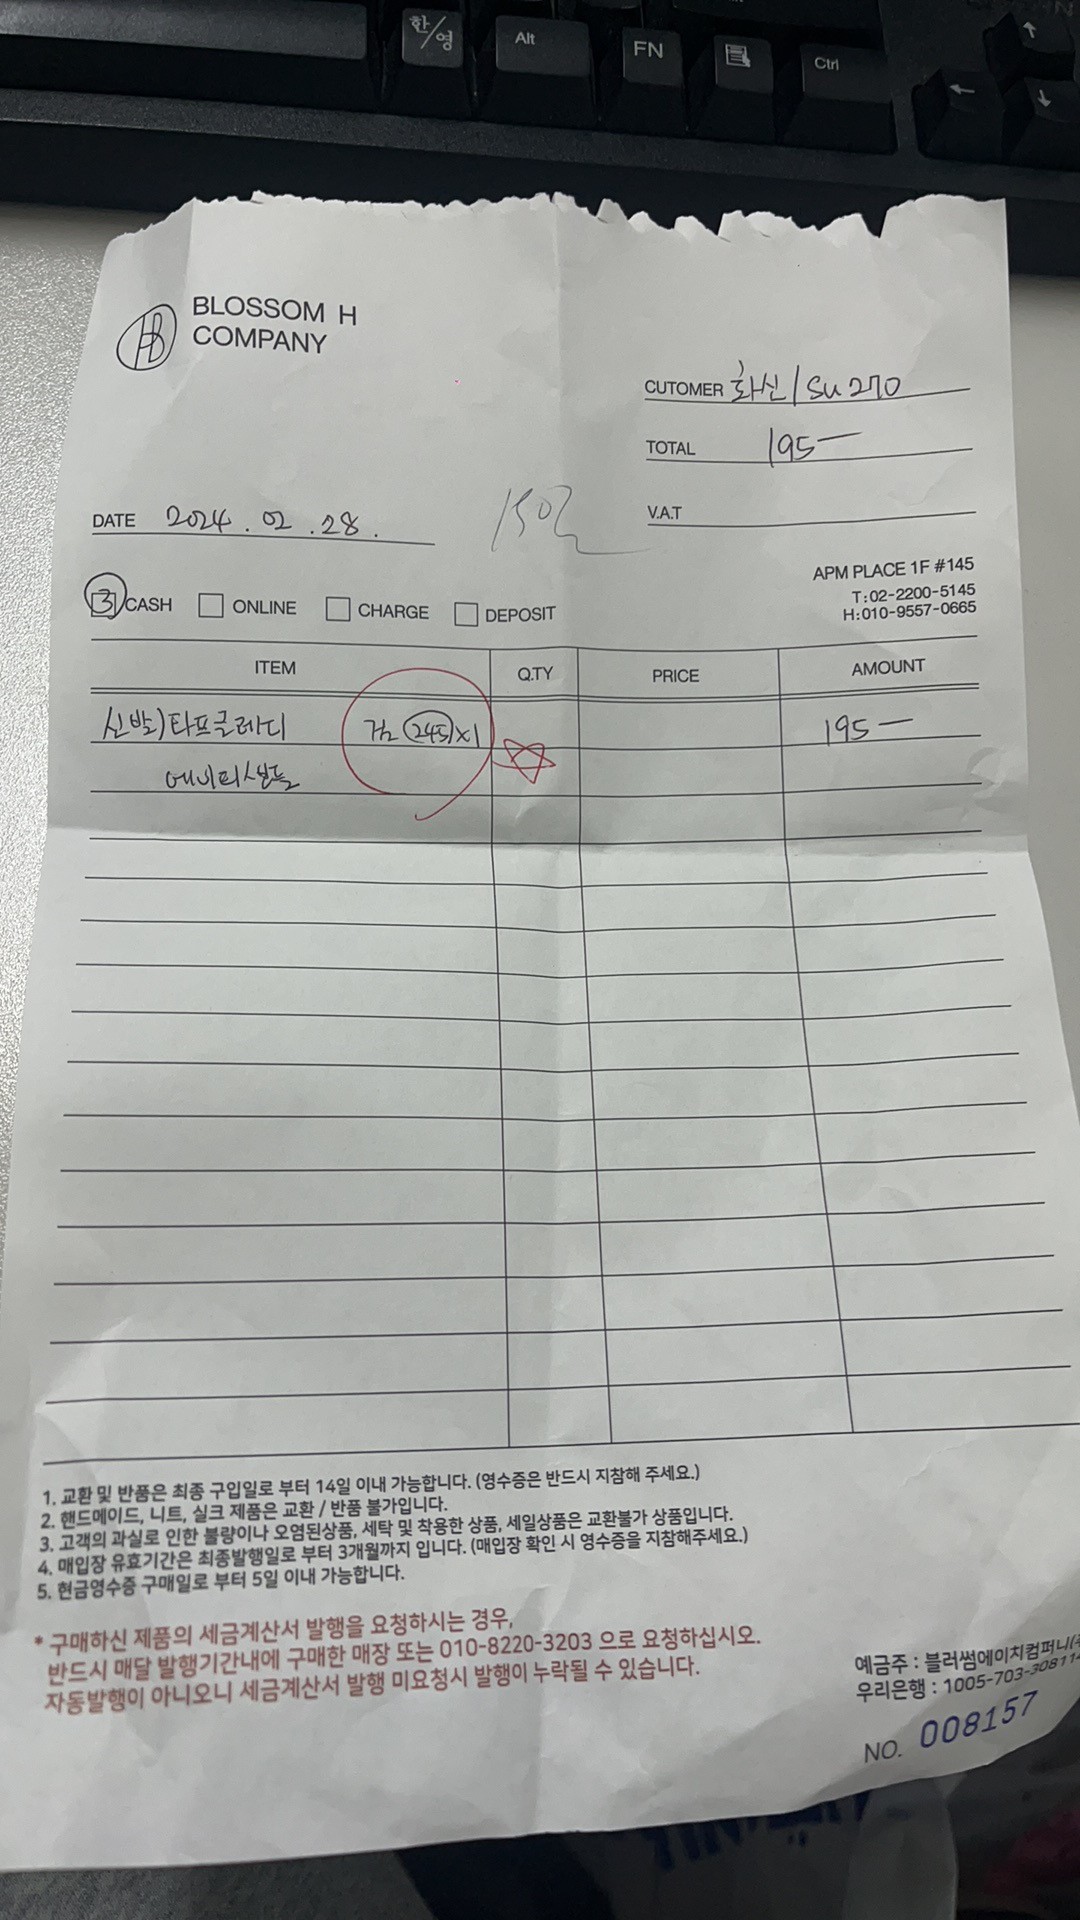 한/영
Alt
FN
Ctrl
BLOSSOM H
COMPANY
CUTOMER 화신/SU270
TOTAL 195-
V.A.T
DATE 2024.02.28.
APM PLACE 1F #145
T:02-2200-5145
H:010-9557-0665
③ CASH ONLINE CHARGE DEPOSIT
ITEM Q.TY PRICE AMOUNT
신발)타프클레디 검 245x1 195-
에이피샌들
1. 교환 및 반품은 최종 구입일로 부터 14일 이내 가능합니다. (영수증은 반드시 지참해 주세요.)
2. 핸드메이드, 니트, 실크 제품은 교환 / 반품 불가입니다.
3. 고객의 과실로 인한 불량이나 오염된상품, 세탁 및 착용한 상품, 세일상품은 교환불가 상품입니다.
4. 매입장 유효기간은 최종발행일로 부터 3개월까지 입니다. (매입장 확인 시 영수증을 지참해주세요.)
5. 현금영수증 구매일로 부터 5일 이내 가능합니다.
* 구매하신 제품의 세금계산서 발행을 요청하시는 경우,
반드시 매달 발행기간내에 구매한 매장 또는 010-8220-3203 으로 요청하십시오.
자동발행이 아니오니 세금계산서 발행 미요청시 발행이 누락될 수 있습니다.
예금주 : 블러썸에이치컴퍼니(주
우리은행 : 1005-703-308114
NO. 008157